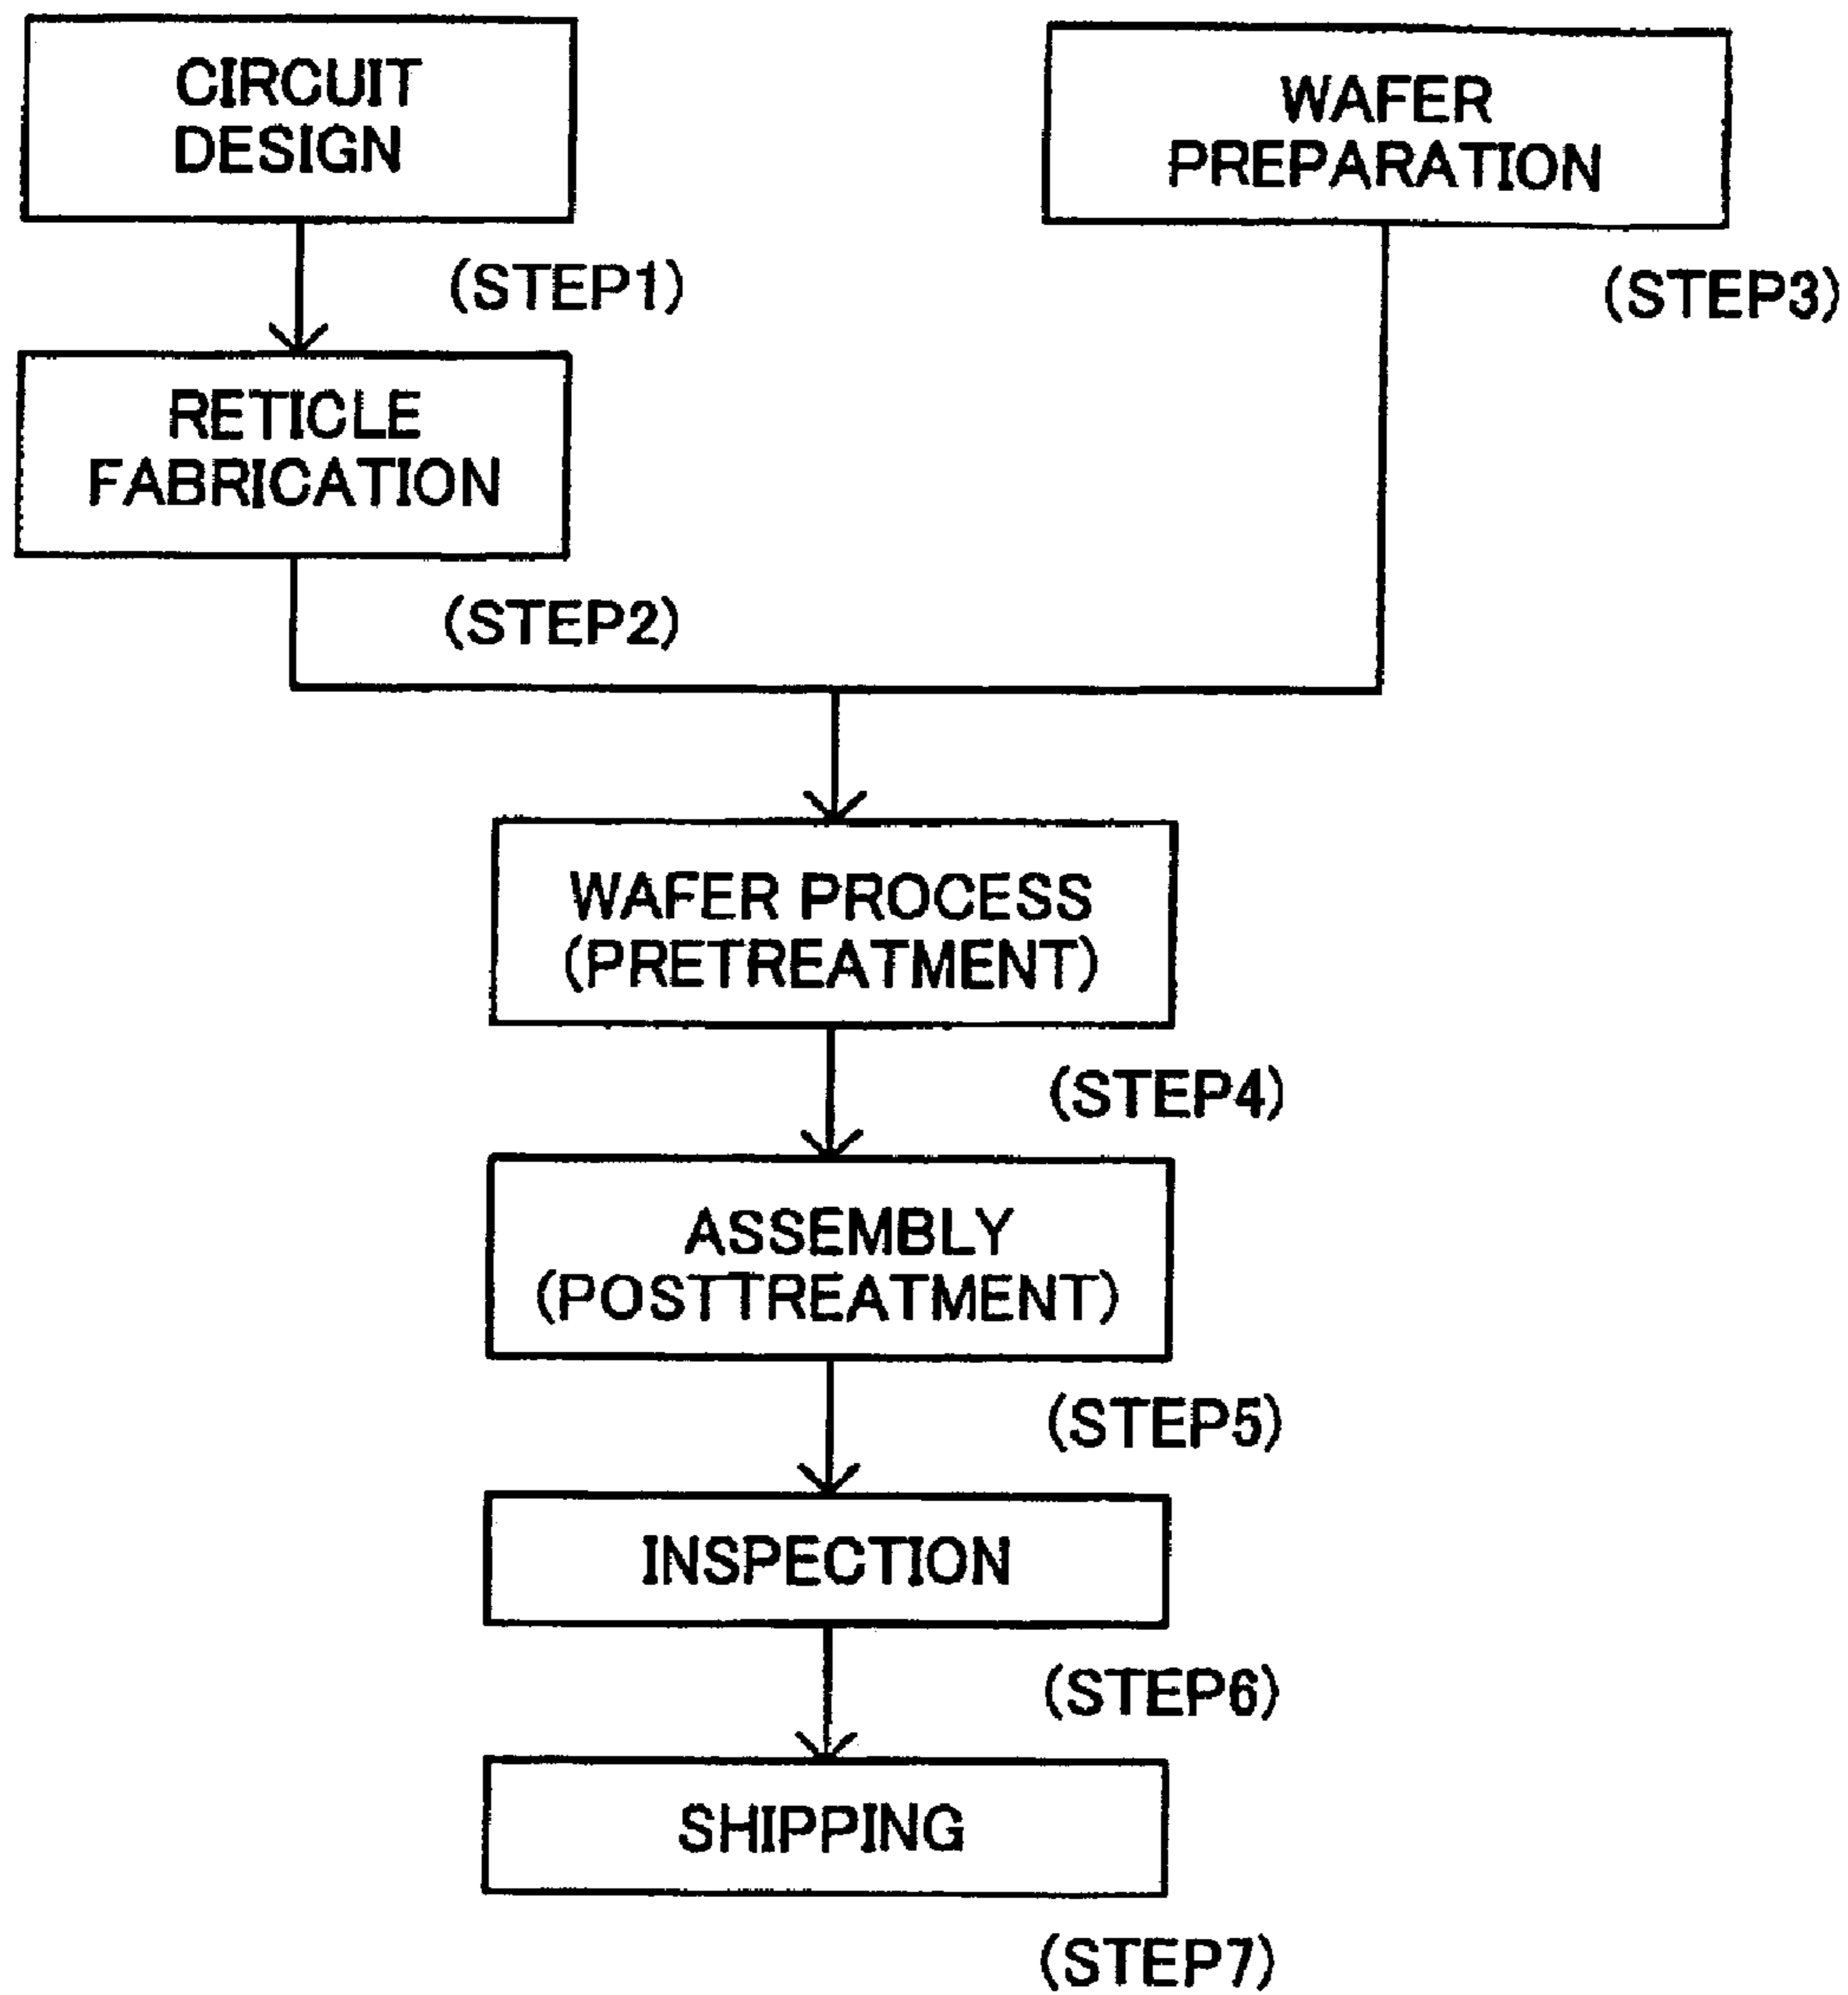 CIRCUIT
DESIGN
(STEP1)
RETICLE
FABRICATION
(STEP2)
WAFER
PREPARATION
(STEP3)
WAFER PROCESS
(PRETREATMENT)
(STEP4)
ASSEMBLY
(POSTTREATMENT)
(STEP5)
INSPECTION
(STEP6)
SHIPPING
(STEP7)